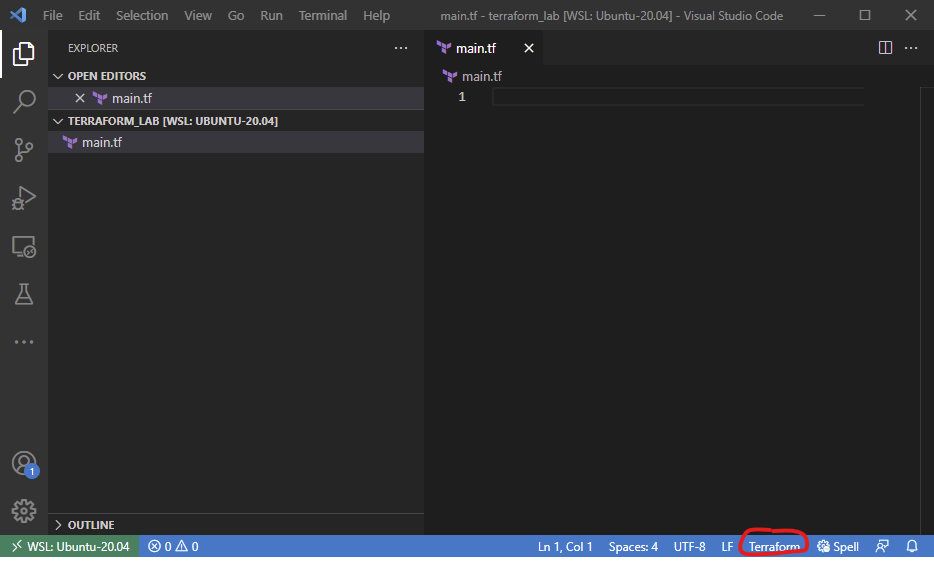 File Edit Selection View Go Run Terminal Help main.tf - terraform_lab [WSL: Ubuntu-20.04] - Visual Studio Code
EXPLORER
OPEN EDITORS
main.tf
TERRAFORM_LAB [WSL: UBUNTU-20.04]
main.tf
OUTLINE
main.tf
main.tf
1
1
WSL: Ubuntu-20.04 0 0 Ln 1, Col 1 Spaces: 4 UTF-8 LF Terraform Spell